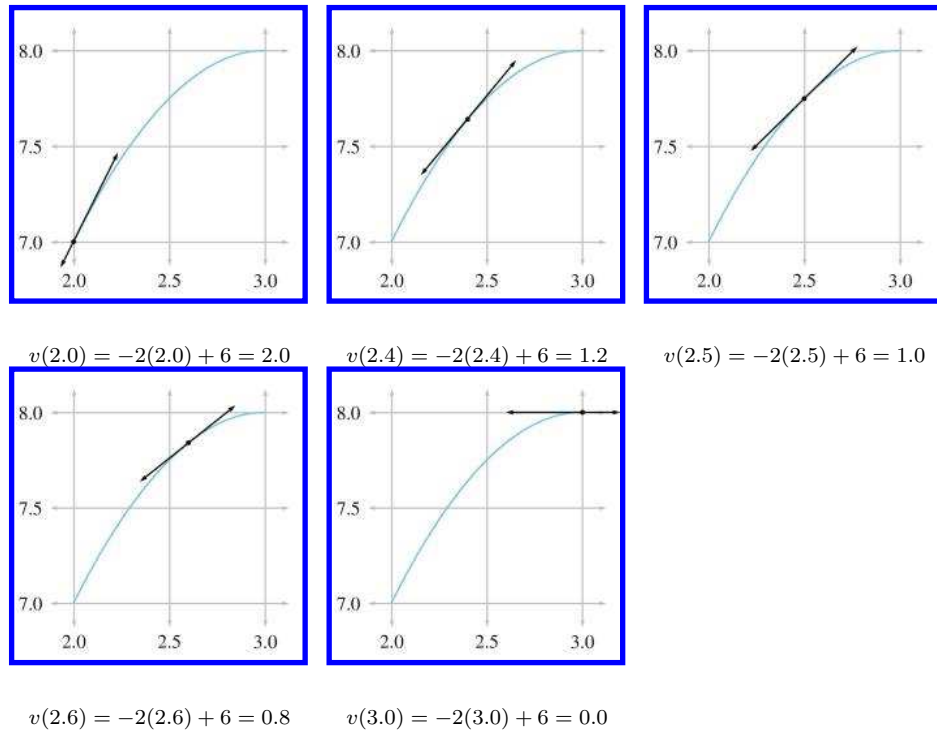 8.0 8.0 8.0
7.5 7.5 7.5
7.0 7.0 7.0
2.0 2.5 3.0 2.0 2.5 3.0 2.0 2.5 3.0
v(2.0) = −2(2.0) + 6 = 2.0 v(2.4) = −2(2.4) + 6 = 1.2 v(2.5) = −2(2.5) + 6 = 1.0
8.0 8.0
7.5 7.5
7.0 7.0
2.0 2.5 3.0 2.0 2.5 3.0
v(2.6) = −2(2.6) + 6 = 0.8 v(3.0) = −2(3.0) + 6 = 0.0